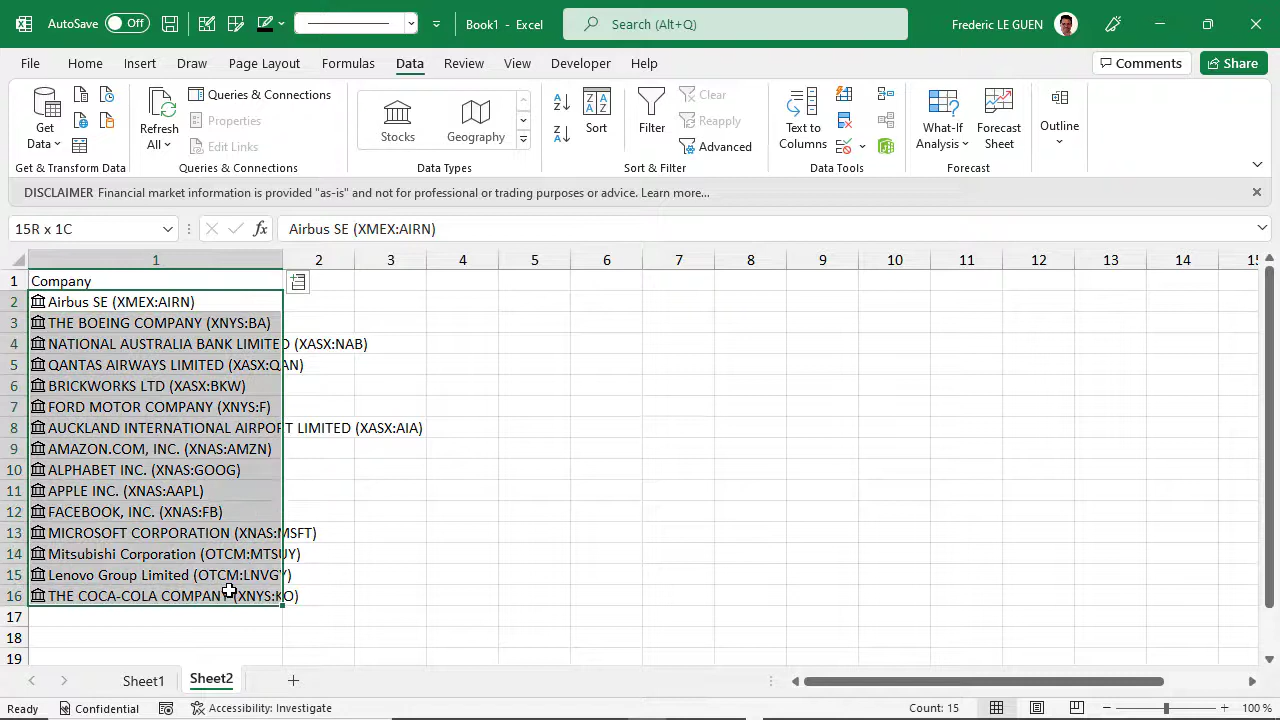 AutoSave Off Book1 - Excel Search (Alt+Q) Frederic LE GUEN
File Home Insert Draw Page Layout Formulas Data Review View Developer Help Comments Share
Get Data Refresh All Queries & Connections Properties Edit Links Stocks Geography Sort Filter Clear Reapply Advanced Text to Columns What-If Analysis Forecast Sheet Outline
Get & Transform Data Queries & Connections Data Types Sort & Filter Data Tools Forecast
DISCLAIMER Financial market information is provided "as-is" and not for professional or trading purposes or advice. Learn more...
15R x 1C fx Airbus SE (XMEX:AIRN)
1 2 3 4 5 6 7 8 9 10 11 12 13 14 15
1 Company
2 Airbus SE (XMEX:AIRN)
3 THE BOEING COMPANY (XNYS:BA)
4 NATIONAL AUSTRALIA BANK LIMITED (XASX:NAB)
5 QANTAS AIRWAYS LIMITED (XASX:QAN)
6 BRICKWORKS LTD (XASX:BKW)
7 FORD MOTOR COMPANY (XNYS:F)
8 AUCKLAND INTERNATIONAL AIRPORT LIMITED (XASX:AIA)
9 AMAZON.COM, INC. (XNAS:AMZN)
10 ALPHABET INC. (XNAS:GOOG)
11 APPLE INC. (XNAS:AAPL)
12 FACEBOOK, INC. (XNAS:FB)
13 MICROSOFT CORPORATION (XNAS:MSFT)
14 Mitsubishi Corporation (OTCM:MTSUY)
15 Lenovo Group Limited (OTCM:LNVGY)
16 THE COCA-COLA COMPANY (XNYS:KO)
17
18
19
Sheet1 Sheet2
Ready Confidential Accessibility: Investigate Count: 15 100 %